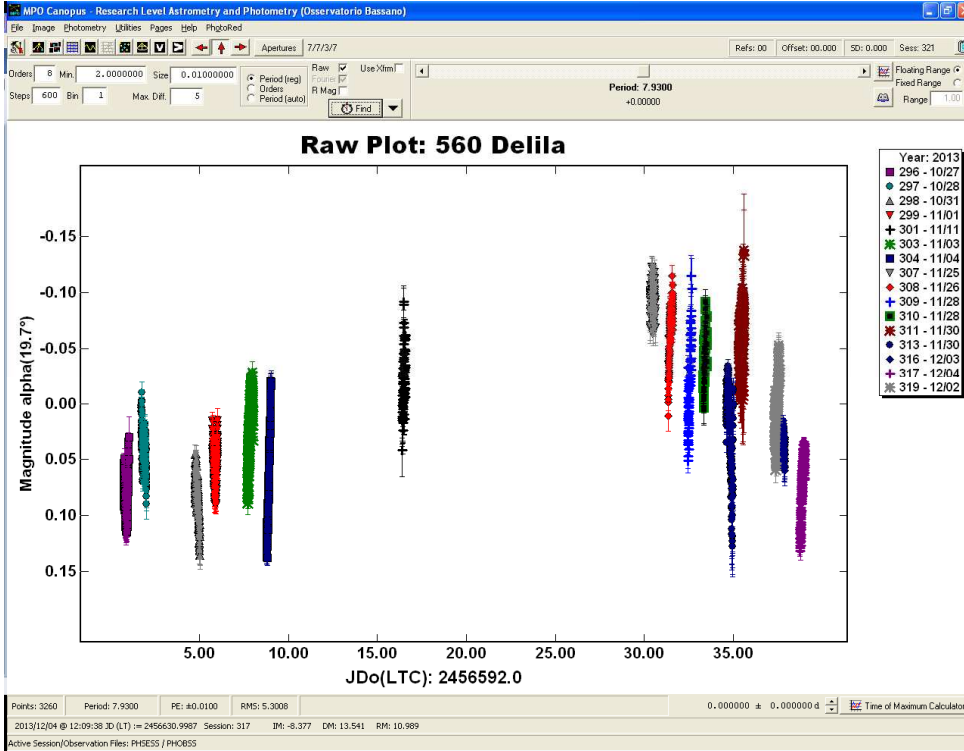 MPO Canopus - Research Level Astrometry and Photometry (Osservatorio Bassano)
File Image Photometry Utilities Pages Help PhotoRed
Apertures 7/7/3/7 Refs: 00 Offset: 00.000 SD: 0.000 Sess: 321
Orders 8 Min. 2.0000000 Size 0.01000000 Period (reg) Raw Use Xfrm Floating Range
Orders Fourier Period: 7.9300 Fixed Range
Steps 600 Bin 1 Max. Diff. 5 Period (auto) R Mag +0.00000 Range 1.00
Find
Raw Plot: 560 Delila
Year: 2013
296 - 10/27
297 - 10/28
298 - 10/31
299 - 11/01
301 - 11/11
303 - 11/03
304 - 11/04
307 - 11/25
308 - 11/26
309 - 11/28
310 - 11/28
311 - 11/30
313 - 11/30
316 - 12/03
317 - 12/04
319 - 12/02
Magnitude alpha(19.7°)
-0.15
-0.10
-0.05
0.00
0.05
0.10
0.15
5.00 10.00 15.00 20.00 25.00 30.00 35.00
JDo(LTC): 2456592.0
Points: 3260 Period: 7.9300 PE: ±0.0100 RMS: 5.3008 0.000000 ± 0.000000 d Time of Maximum Calculator
2013/12/04 @ 12:09:38 JD (LT) := 2456630.9987 Session: 317 IM: -8.377 DM: 13.541 RM: 10.989
Active Session/Observation Files: PHSESS / PHOBSS